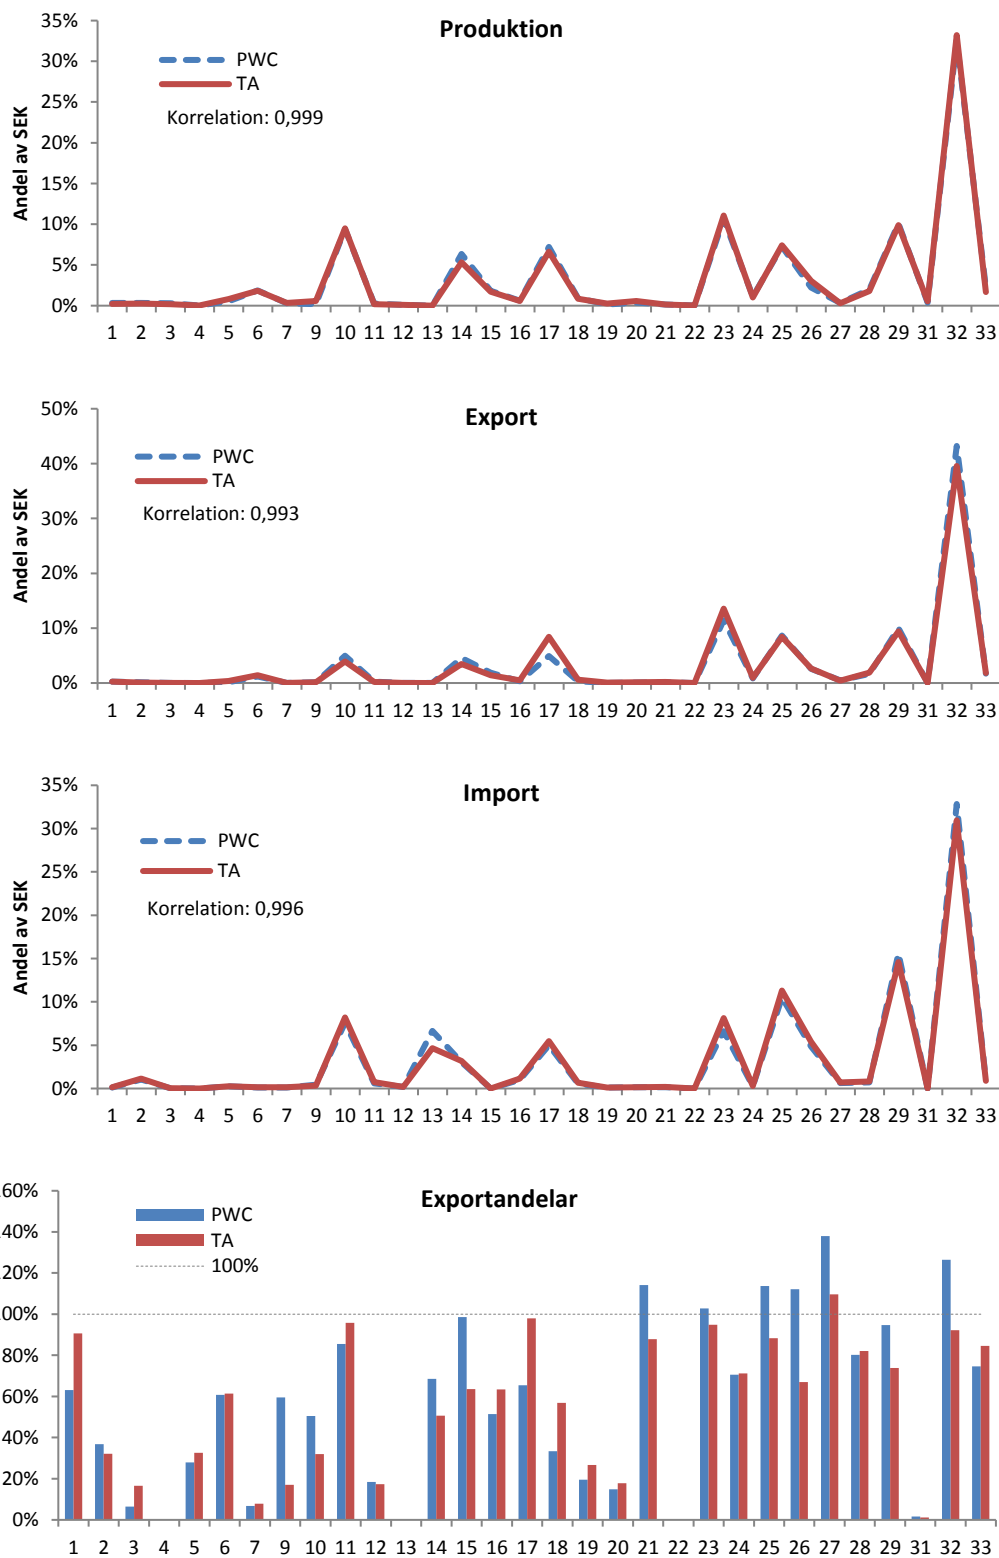 Produktion
35%
30%
25%
20%
15%
10%
5%
0%
Andel av SEK
PWC
TA
Korrelation: 0,999
1 2 3 4 5 6 7 9 10 11 12 13 14 15 16 17 18 19 20 21 22 23 24 25 26 27 28 29 31 32 33
Export
50%
40%
30%
20%
10%
0%
Andel av SEK
PWC
TA
Korrelation: 0,993
1 2 3 4 5 6 7 9 10 11 12 13 14 15 16 17 18 19 20 21 22 23 24 25 26 27 28 29 31 32 33
Import
35%
30%
25%
20%
15%
10%
5%
0%
Andel av SEK
PWC
TA
Korrelation: 0,996
1 2 3 4 5 6 7 9 10 11 12 13 14 15 16 17 18 19 20 21 22 23 24 25 26 27 28 29 31 32 33
Exportandelar
160%
140%
120%
100%
80%
60%
40%
20%
0%
PWC
TA
100%
1 2 3 4 5 6 7 9 10 11 12 13 14 15 16 17 18 19 20 21 22 23 24 25 26 27 28 29 31 32 33